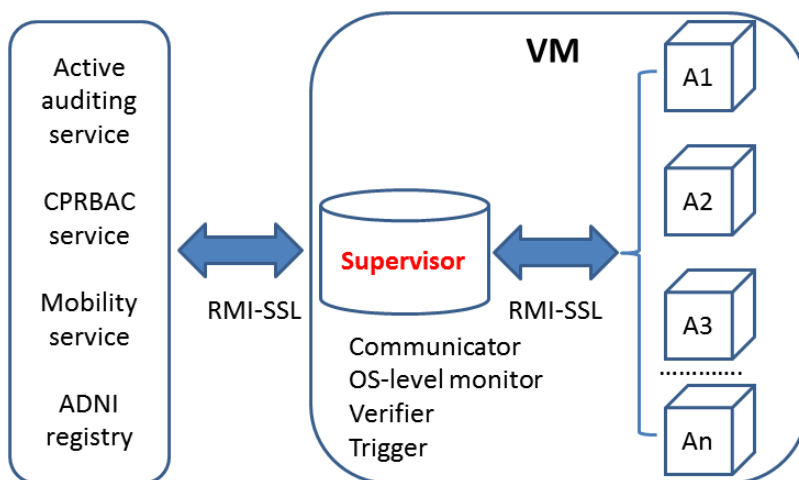 Active
auditing
service
CPRBAC
service
Mobility
service
ADNI
registry
RMI-SSL
VM
Supervisor
RMI-SSL
Communicator
OS-level monitor
Verifier
Trigger
A1
A2
A3
.............
An